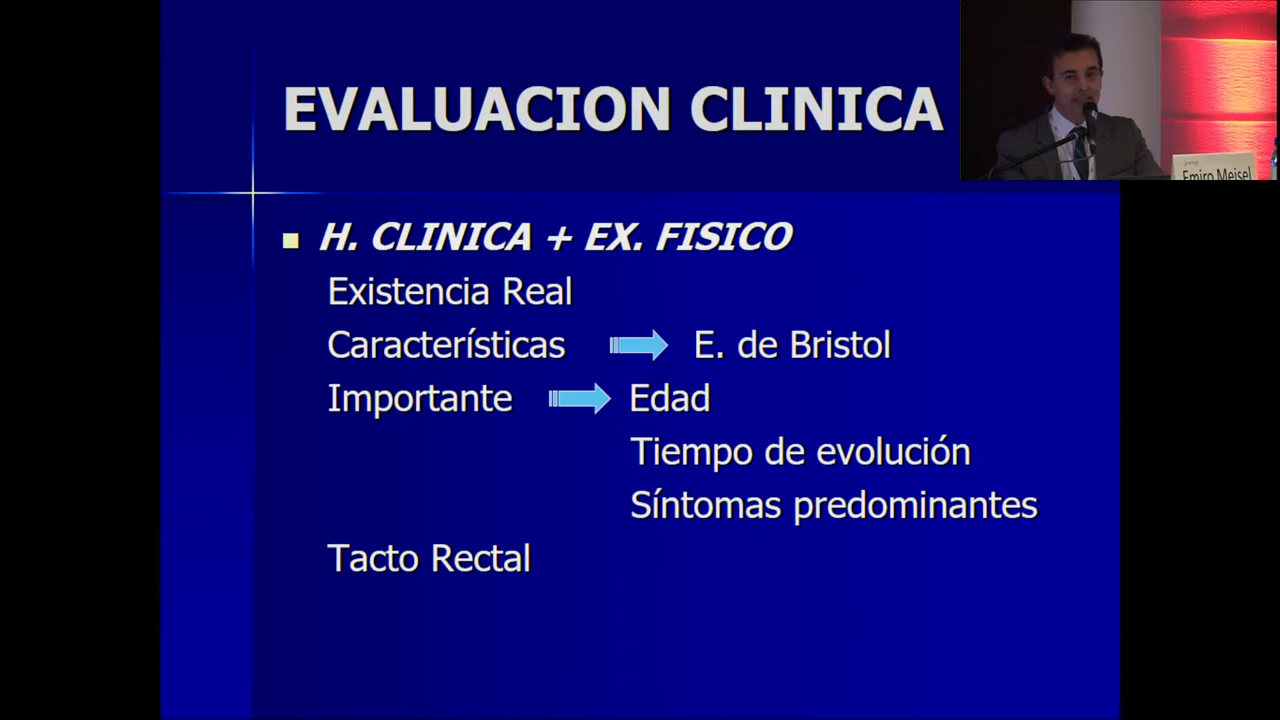 EVALUACION CLINICA
H. CLINICA + EX. FISICO
Existencia Real
Características E. de Bristol
Importante Edad
Tiempo de evolución
Síntomas predominantes
Tacto Rectal
Emiro Meisel